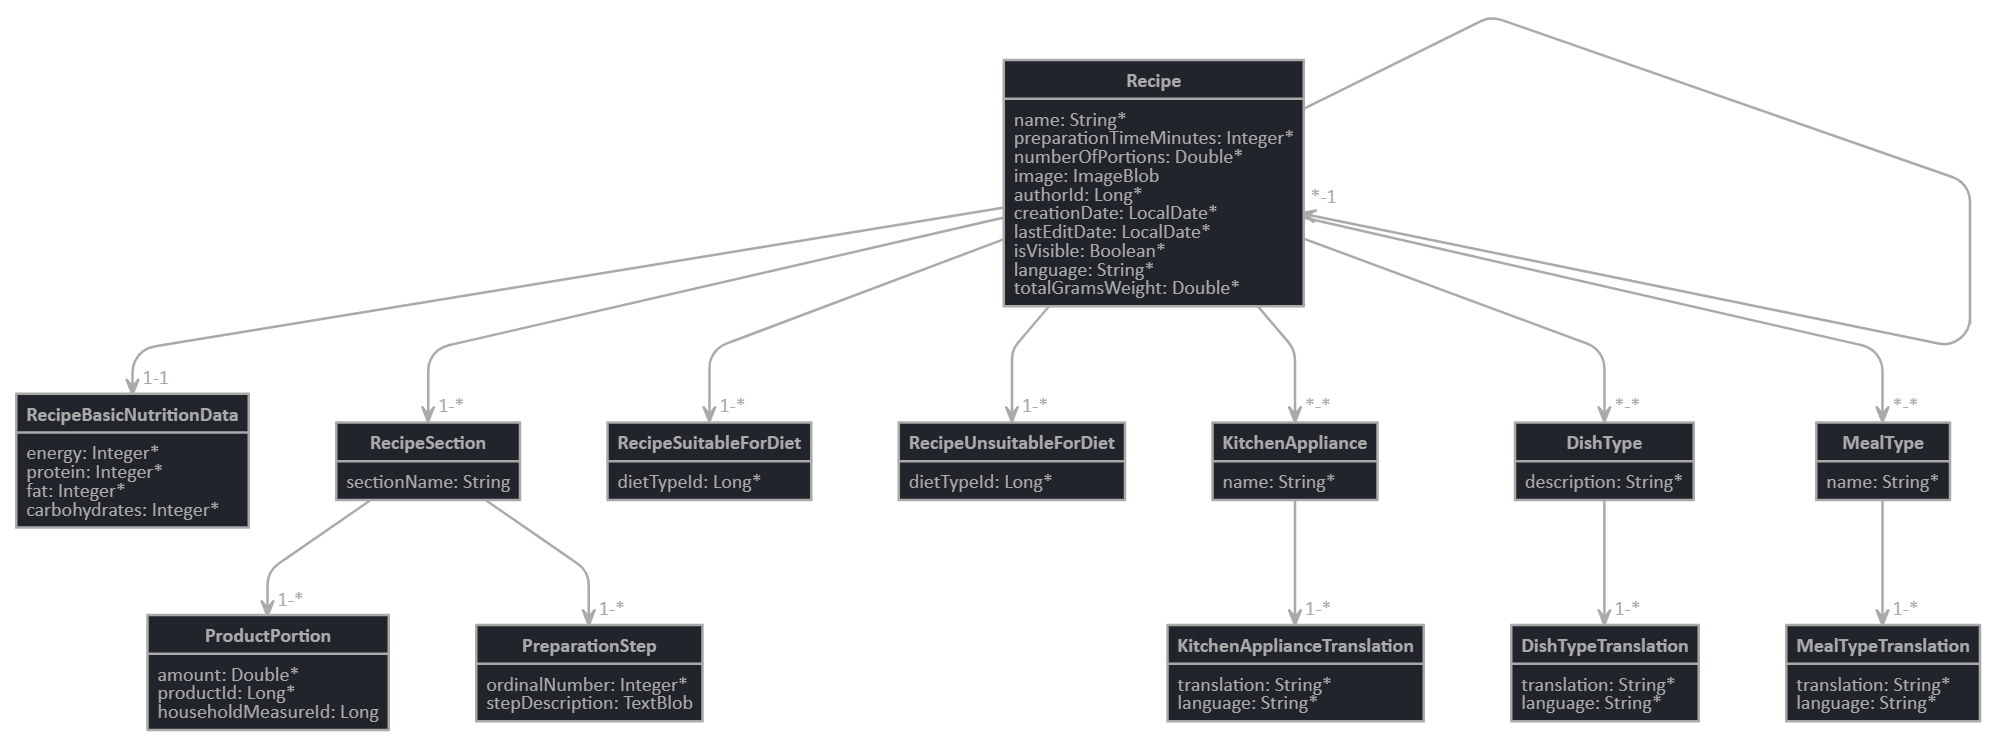 Recipe
name: String*
preparationTimeMinutes: Integer*
numberOfPortions: Double*
image: ImageBlob
authorId: Long*
creationDate: LocalDate*
lastEditDate: LocalDate*
isVisible: Boolean*
language: String*
totalGramsWeight: Double*
*-1
1-1
RecipeBasicNutritionData
energy: Integer*
protein: Integer*
fat: Integer*
carbohydrates: Integer*
1-*
RecipeSection
sectionName: String
1-*
RecipeSuitableForDiet
dietTypeId: Long*
1-*
RecipeUnsuitableForDiet
dietTypeId: Long*
*-*
KitchenAppliance
name: String*
*-*
DishType
description: String*
*-*
MealType
name: String*
1-*
ProductPortion
amount: Double*
productId: Long*
householdMeasureId: Long
1-*
PreparationStep
ordinalNumber: Integer*
stepDescription: TextBlob
1-*
KitchenApplianceTranslation
translation: String*
language: String*
1-*
DishTypeTranslation
translation: String*
language: String*
1-*
MealTypeTranslation
translation: String*
language: String*